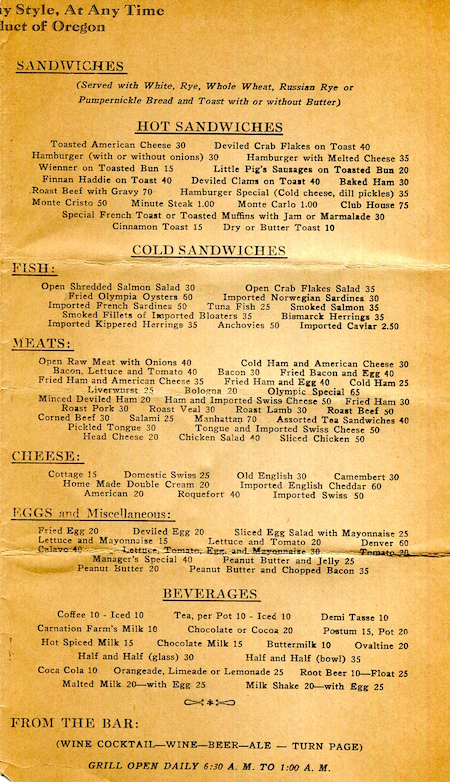 ny Style, At Any Time
duct of Oregon
SANDWICHES
(Served with White, Rye, Whole Wheat, Russian Rye or
Pumpernickle Bread and Toast with or without Butter)
HOT SANDWICHES
Toasted American Cheese 30 Deviled Crab Flakes on Toast 40
Hamburger (with or without onions) 30 Hamburger with Melted Cheese 35
Wienner on Toasted Bun 15 Little Pig's Sausages on Toasted Bun 20
Finnan Haddie on Toast 40 Deviled Clams on Toast 40 Baked Ham 30
Roast Beef with Gravy 70 Hamburger Special (Cold cheese, dill pickles) 35
Monte Cristo 50 Minute Steak 1.00 Monte Carlo 1.00 Club House 75
Special French Toast or Toasted Muffins with Jam or Marmalade 30
Cinnamon Toast 15 Dry or Butter Toast 10
COLD SANDWICHES
FISH:
Open Shredded Salmon Salad 30 Open Crab Flakes Salad 35
Fried Olympia Oysters 60 Imported Norwegian Sardines 30
Imported French Sardines 50 Tuna Fish 25 Smoked Salmon 35
Smoked Fillets of Imported Bloaters 35 Bismarck Herrings 35
Imported Kippered Herrings 35 Anchovies 50 Imported Caviar 2.50
MEATS:
Open Raw Meat with Onions 40 Cold Ham and American Cheese 30
Bacon, Lettuce and Tomato 40 Bacon 30 Fried Bacon and Egg 40
Fried Ham and American Cheese 35 Fried Ham and Egg 40 Cold Ham 25
Liverwurst 25 Bologna 20 Olympic Special 65
Minced Deviled Ham 20 Ham and Imported Swiss Cheese 50 Fried Ham 30
Roast Pork 30 Roast Veal 30 Roast Lamb 30 Roast Beef 50
Corned Beef 30 Salami 25 Manhattan 70 Assorted Tea Sandwiches 40
Pickled Tongue 30 Tongue and Imported Swiss Cheese 50
Head Cheese 20 Chicken Salad 40 Sliced Chicken 50
CHEESE:
Cottage 15 Domestic Swiss 25 Old English 30 Camembert 30
Home Made Double Cream 20 Imported English Cheddar 60
American 20 Roquefort 40 Imported Swiss 50
EGGS and Miscellaneous:
Fried Egg 20 Deviled Egg 20 Sliced Egg Salad with Mayonnaise 25
Lettuce and Mayonnaise 15 Lettuce and Tomato 20 Denver 60
Calavo 40 Lettuce, Tomato, Egg, and Mayonnaise 30 Tomato 20
Manager's Special 40 Peanut Butter and Jelly 25
Peanut Butter 20 Peanut Butter and Chopped Bacon 35
BEVERAGES
Coffee 10 - Iced 10 Tea, per Pot 10 - Iced 10 Demi Tasse 10
Carnation Farm's Milk 10 Chocolate or Cocoa 20 Postum 15, Pot 20
Hot Spiced Milk 15 Chocolate Milk 15 Buttermilk 10 Ovaltine 20
Half and Half (glass) 30 Half and Half (bowl) 35
Coca Cola 10 Orangeade, Limeade or Lemonade 25 Root Beer 10—Float 25
Malted Milk 20—with Egg 25 Milk Shake 20—with Egg 25
FROM THE BAR:
(WINE COCKTAIL—WINE—BEER—ALE — TURN PAGE)
GRILL OPEN DAILY 6:30 A. M. TO 1:00 A. M.